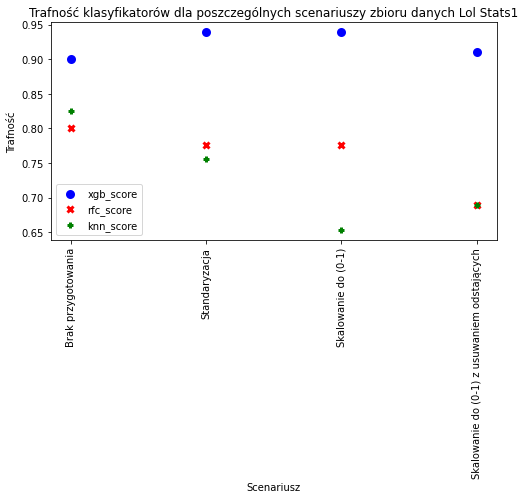 Trafność klasyfikatorów dla poszczególnych scenariuszy zbioru danych Lol Stats1
0.95
0.90
0.85
0.80
0.75
0.70
0.65
Trafność
xgb_score
rfc_score
knn_score
Brak przygotowania
Standaryzacja
Skalowanie do (0-1)
Skalowanie do (0-1) z usuwaniem odstających
Scenariusz